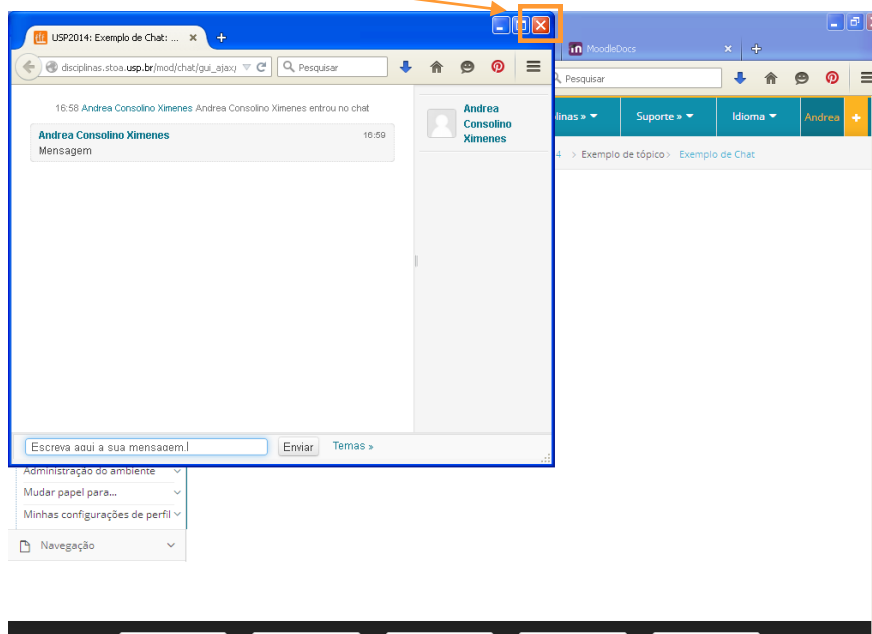 USP2014: Exemplo de Chat: ...
disciplinas.stoa.usp.br/mod/chat/gui_ajax/
Pesquisar
16:58 Andrea Consolino Ximenes Andrea Consolino Ximenes entrou no chat
Andrea Consolino Ximenes 16:59
Mensagem
Andrea
Consolino
Ximenes
Escreva aqui a sua mensagem.
Enviar
Temas »
MoodleDocs
Pesquisar
linas »
Suporte »
Idioma
Andrea
4 > Exemplo de tópico > Exemplo de Chat
Administração do ambiente
Mudar papel para...
Minhas configurações de perfil
Navegação